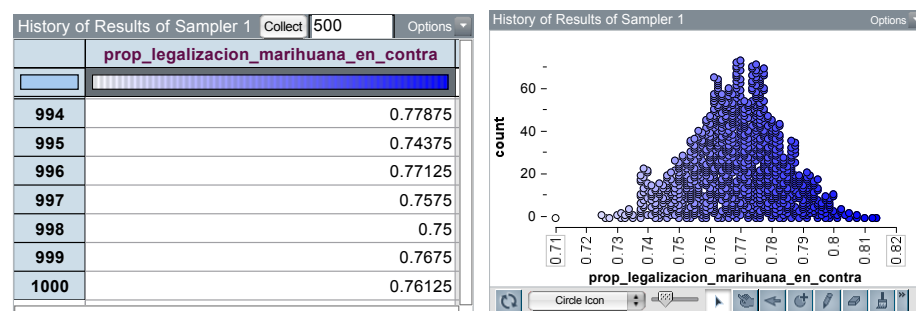 History of Results of Sampler 1 Collect 500 Options
prop_legalizacion_marihuana_en_contra
994 0.77875
995 0.74375
996 0.77125
997 0.7575
998 0.75
999 0.7675
1000 0.76125
History of Results of Sampler 1 Options
count
60
40
20
0
0.71 0.72 0.73 0.74 0.75 0.76 0.77 0.78 0.79 0.8 0.81 0.82
prop_legalizacion_marihuana_en_contra
Circle Icon